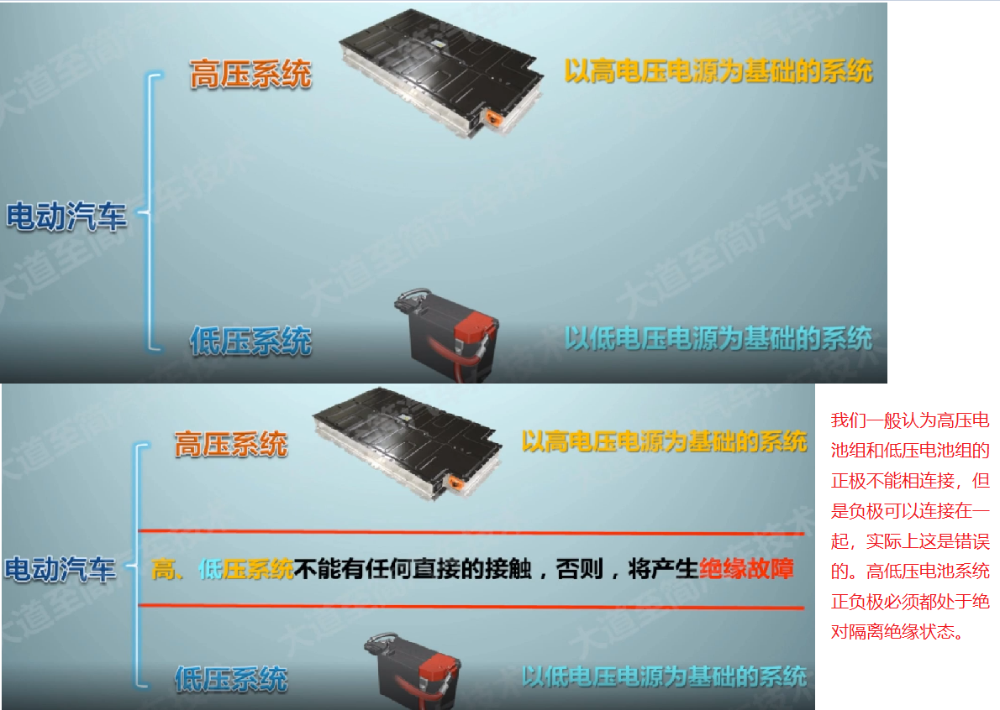 高压系统
以高电压电源为基础的系统
电动汽车
低压系统
以低电压电源为基础的系统
高压系统
以高电压电源为基础的系统
电动汽车
高、低压系统不能有任何直接的接触，否则，将产生绝缘故障
低压系统
以低电压电源为基础的系统
我们一般认为高压电
池组和低压电池组的
正极不能相连接，但
是负极可以连接在一
起，实际上这是错误
的。高低压电池系统
正负极必须都处于绝
对隔离绝缘状态。
大道至简汽车技术